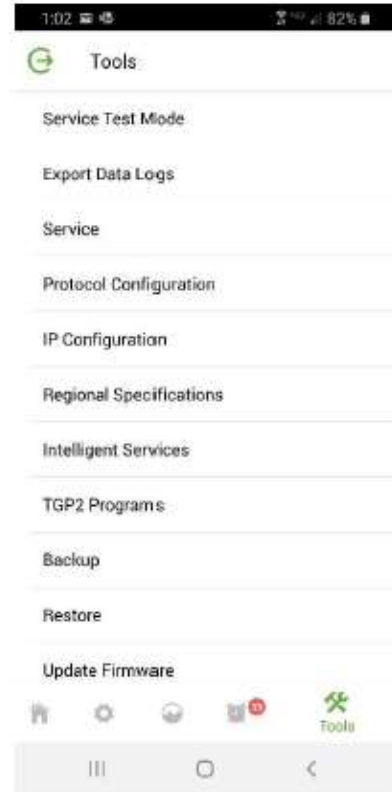 1:02 82%
Tools
Service Test Mode
Export Data Logs
Service
Protocol Configuration
IP Configuration
Regional Specifications
Intelligent Services
TGP2 Programs
Backup
Restore
Update Firmware
Tools